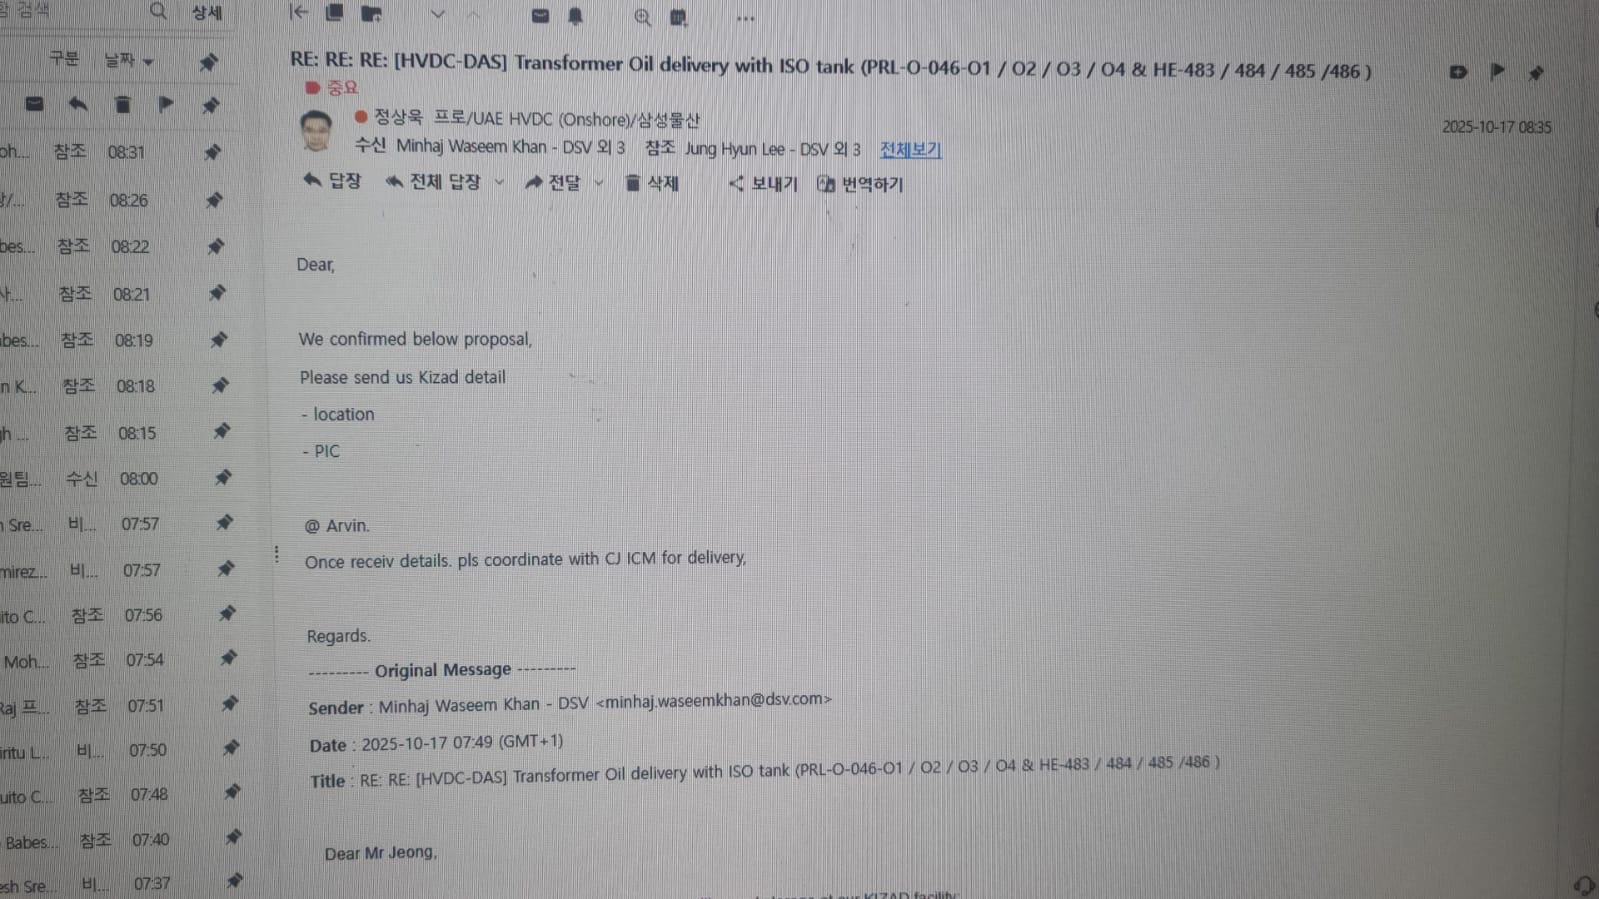 검색 상세
구분 날짜
RE: RE: RE: [HVDC-DAS] Transformer Oil delivery with ISO tank (PRL-O-046-O1 / O2 / O3 / O4 & HE-483 / 484 / 485 /486 )
중요
정상욱 프로/UAE HVDC (Onshore)/삼성물산
2025-10-17 08:35
수신 Minhaj Waseem Khan - DSV 외 3 참조 Jung Hyun Lee - DSV 외 3 전체보기
답장 전체 답장 전달 삭제 보내기 번역하기
oh... 참조 08:31
참조 08:26
bes... 참조 08:22
참조 08:21
abes... 참조 08:19
n K... 참조 08:18
gh ... 참조 08:15
원팀... 수신 08:00
h Sre... 비... 07:57
mirez... 비... 07:57
ito C... 참조 07:56
Moh... 참조 07:54
Raj 프... 참조 07:51
iritu L... 비... 07:50
uito C... 참조 07:48
Babes... 참조 07:40
esh Sre... 비... 07:37
Dear,
We confirmed below proposal,
Please send us Kizad detail
- location
- PIC
@ Arvin.
Once receiv details. pls coordinate with CJ ICM for delivery,
Regards.
--------- Original Message ---------
Sender : Minhaj Waseem Khan - DSV <minhaj.waseemkhan@dsv.com>
Date : 2025-10-17 07:49 (GMT+1)
Title : RE: RE: [HVDC-DAS] Transformer Oil delivery with ISO tank (PRL-O-046-O1 / O2 / O3 / O4 & HE-483 / 484 / 485 /486 )
Dear Mr Jeong,
at our KIZAD facility: